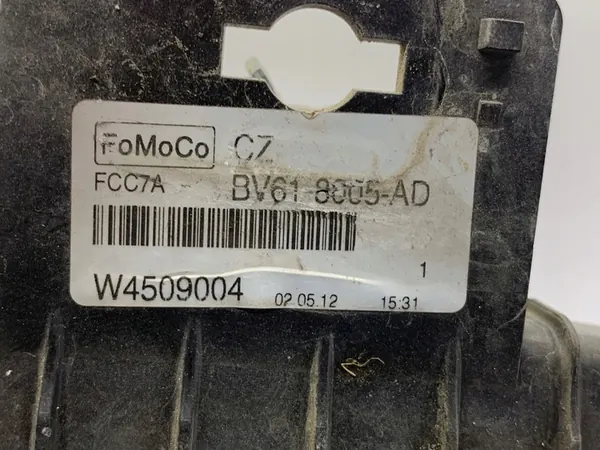 FoMoCo CZ
FCC7A BV61 8005-AD
1
W4509004 02.05.12 15:31